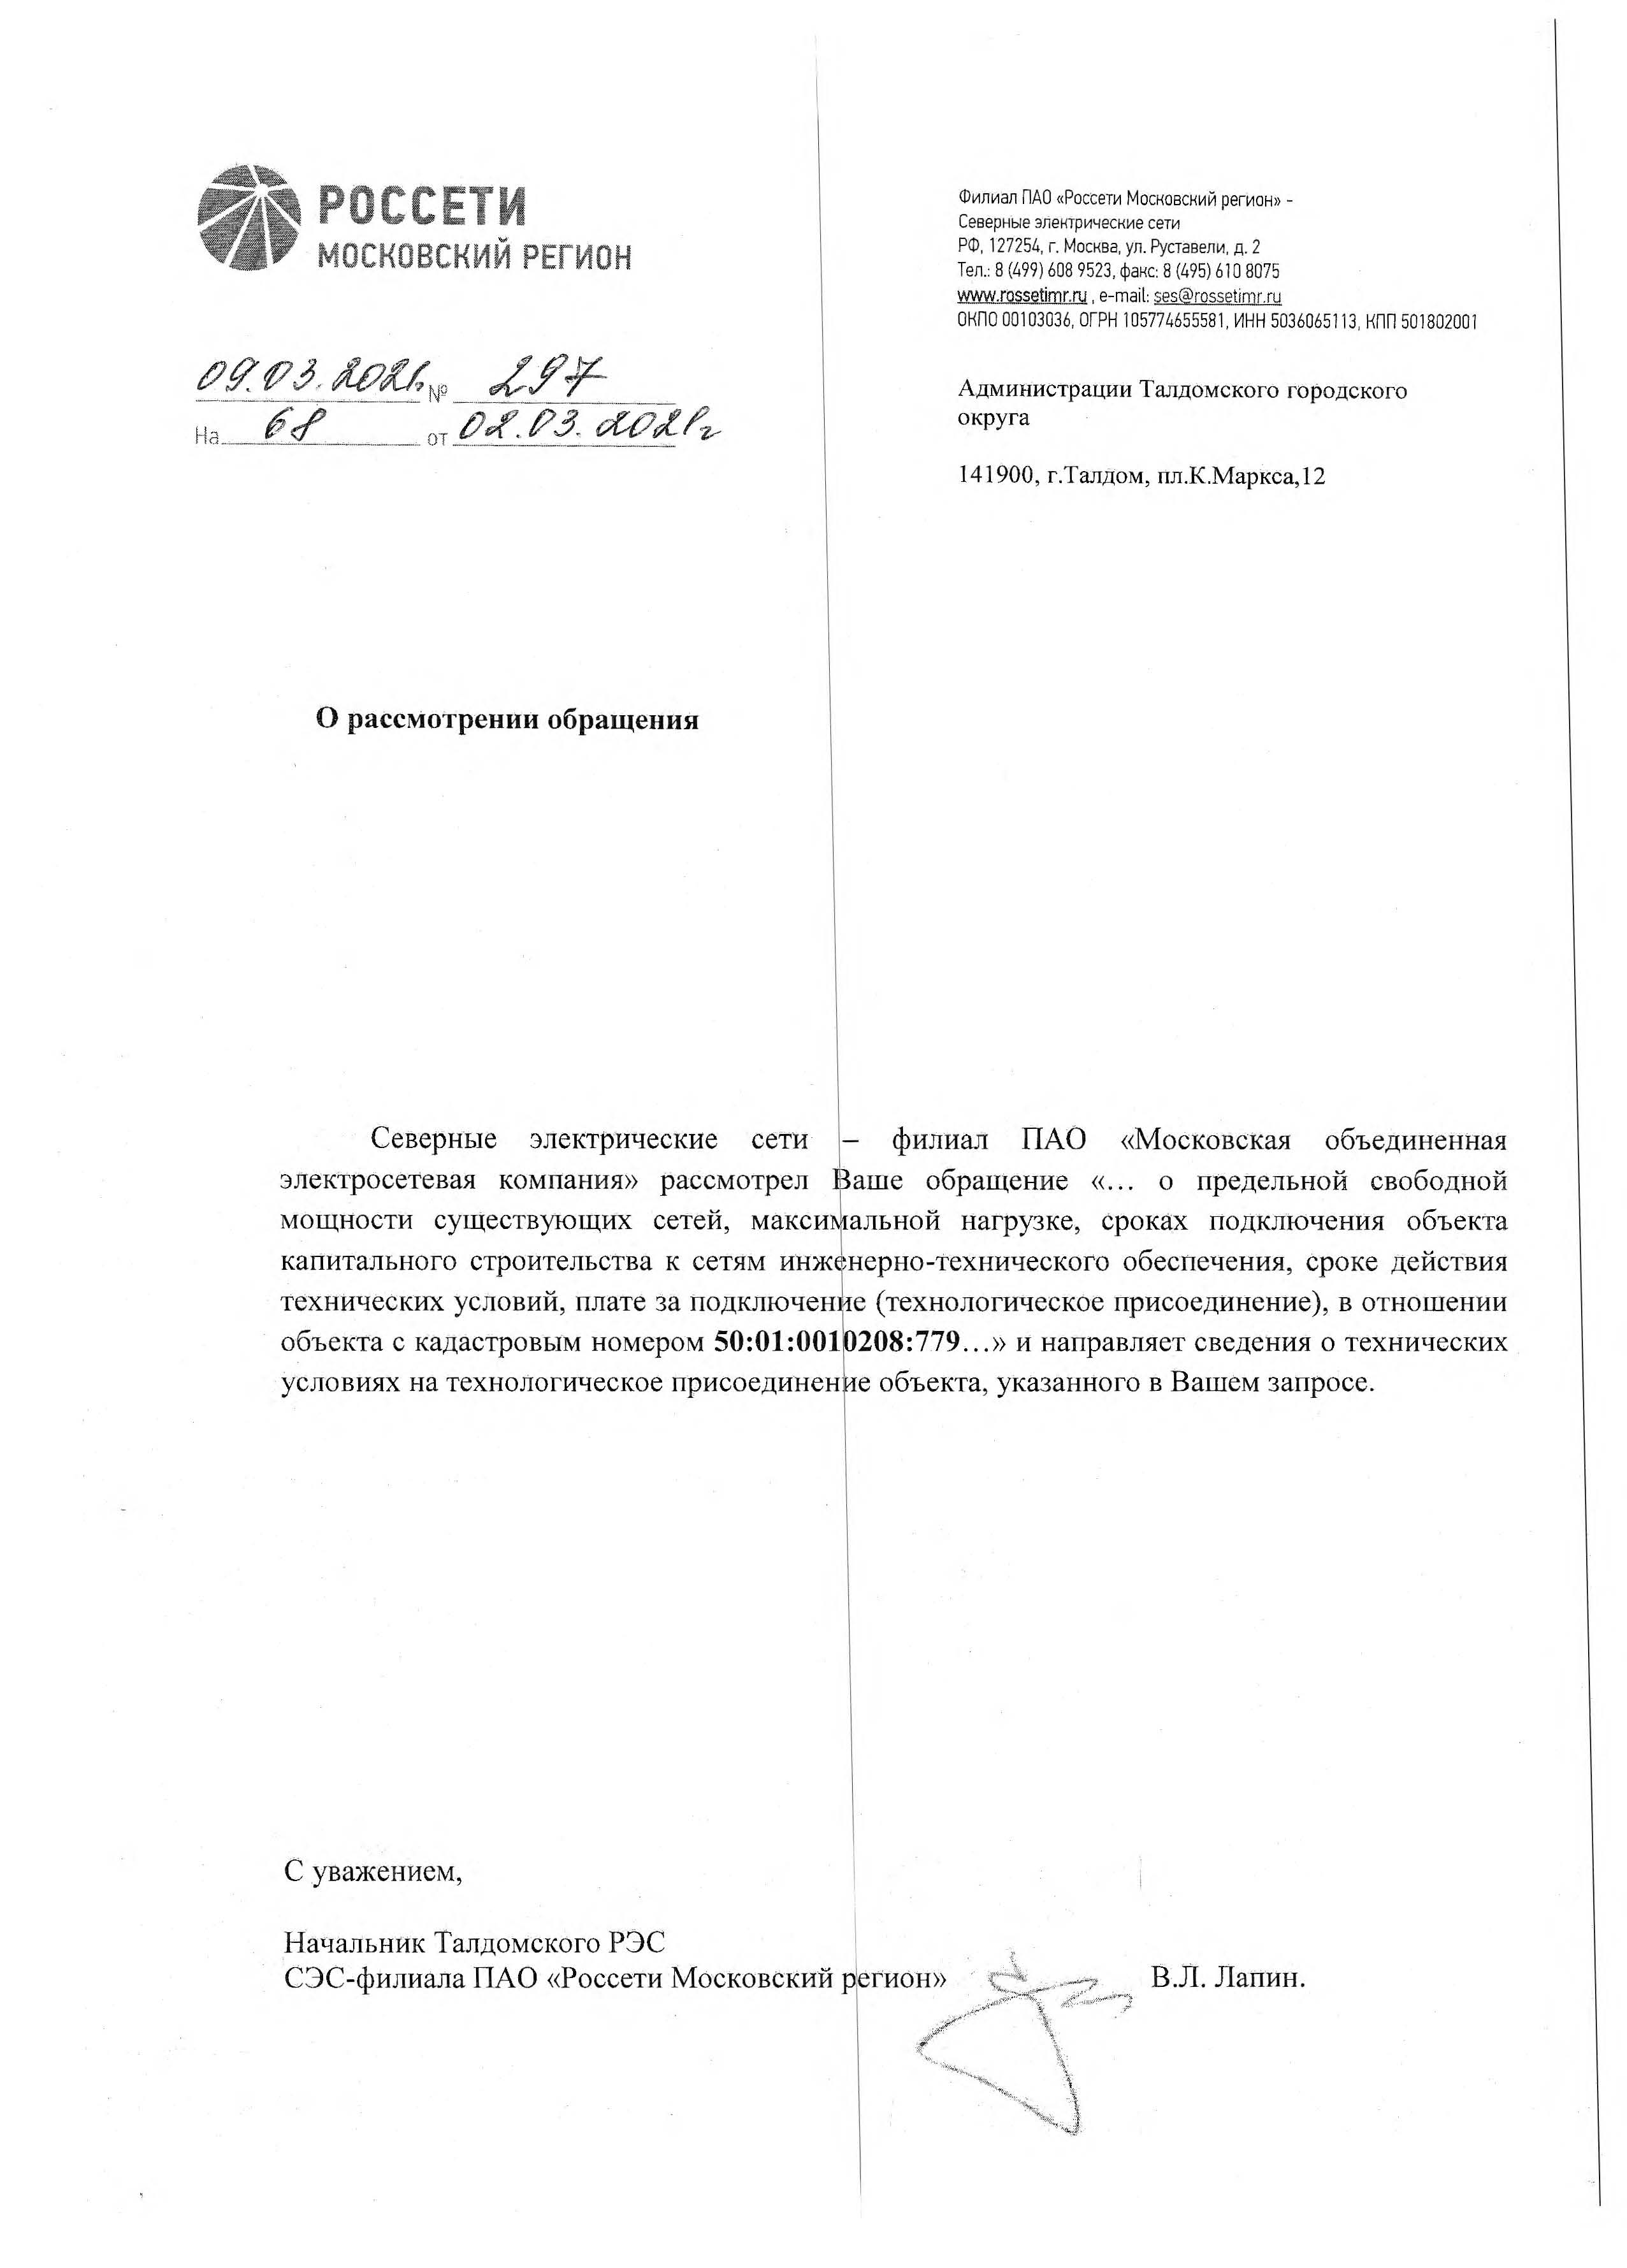 РОССЕТИ
МОСКОВСКИЙ РЕГИОН
Филиал ПАО «Россети Московский регион» -
Северные электрические сети
РФ, 127254, г. Москва, ул. Руставели, д. 2
Тел.: 8 (499) 608 9523, факс: 8 (495) 610 8075
www.rossetimr.ru , e-mail: ses@rossetimr.ru
ОКПО 00103036, ОГРН 105774655581, ИНН 5036065113, КПП 501802001
09.03.2021г. № 297
На 68 от 02.03.2021г
Администрации Талдомского городского
округа
141900, г.Талдом, пл.К.Маркса,12
О рассмотрении обращения
Северные электрические сети – филиал ПАО «Московская объединенная
электросетевая компания» рассмотрел Ваше обращение «… о предельной свободной
мощности существующих сетей, максимальной нагрузке, сроках подключения объекта
капитального строительства к сетям инженерно-технического обеспечения, сроке действия
технических условий, плате за подключение (технологическое присоединение), в отношении
объекта с кадастровым номером 50:01:0010208:779…» и направляет сведения о технических
условиях на технологическое присоединение объекта, указанного в Вашем запросе.
С уважением,
Начальник Талдомского РЭС
СЭС-филиала ПАО «Россети Московский регион» В.Л. Лапин.